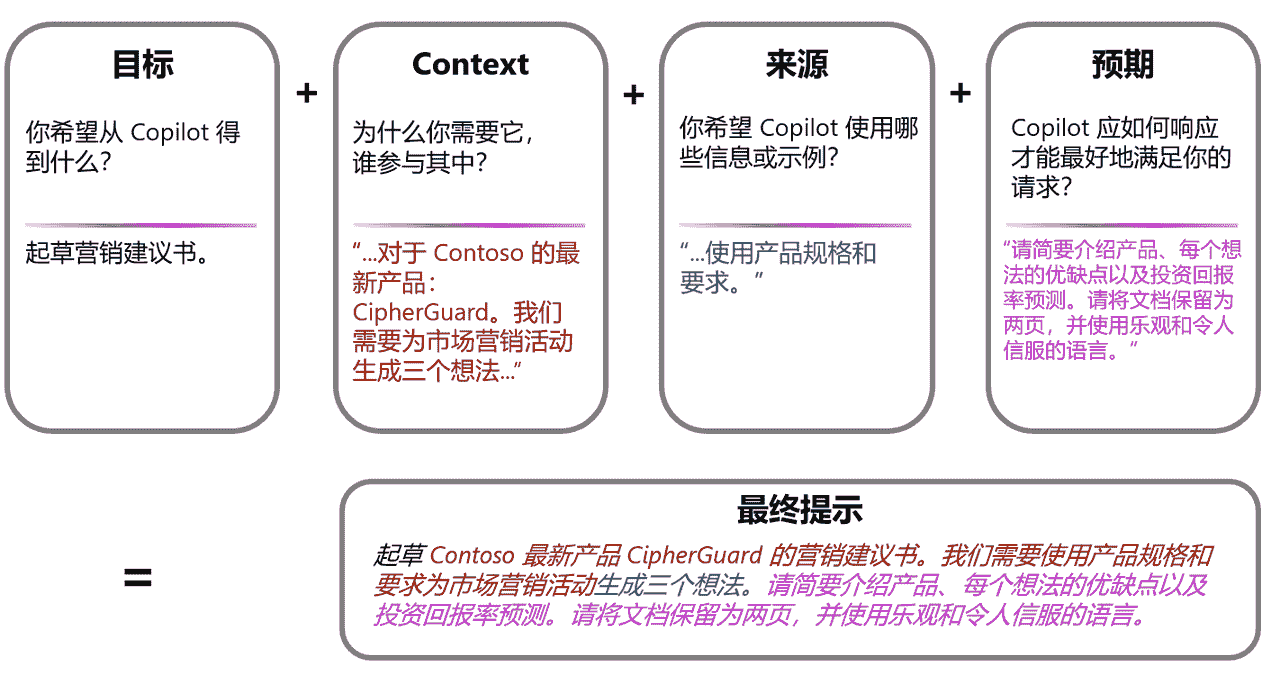 目标
你希望从 Copilot 得
到什么？
起草营销建议书。
+
Context
为什么你需要它，
谁参与其中？
“...对于 Contoso 的最
新产品：
CipherGuard。我们
需要为市场营销活动
生成三个想法...”
+
来源
你希望 Copilot 使用哪
些信息或示例？
“...使用产品规格和
要求。”
+
预期
Copilot 应如何响应
才能最好地满足你的
请求？
“请简要介绍产品、每个想
法的优缺点以及投资回报
率预测。请将文档保留为
两页，并使用乐观和令人
信服的语言。”
=
最终提示
起草 Contoso 最新产品 CipherGuard 的营销建议书。我们需要使用产品规格和
要求为市场营销活动生成三个想法。请简要介绍产品、每个想法的优缺点以及
投资回报率预测。请将文档保留为两页，并使用乐观和令人信服的语言。